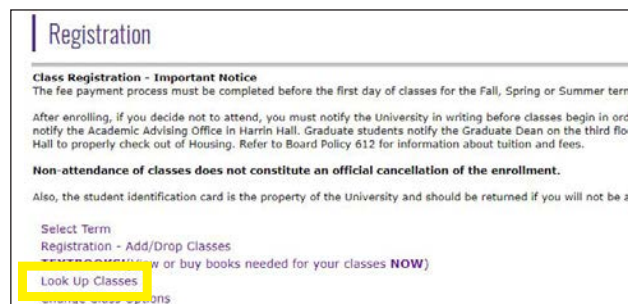 Registration
Class Registration - Important Notice
The fee payment process must be completed before the first day of classes for the Fall, Spring or Summer
After enrolling, if you decide not to attend, you must notify the University in writing before classes begin in
notify the Academic Advising Office in Harrin Hall. Graduate students notify the Graduate Dean on the third
Hall to properly check out of Housing. Refer to Board Policy 612 for information about tuition and fees.
Non-attendance of classes does not constitute an official cancellation of the enrollment.
Also, the student identification card is the property of the University and should be returned if you will not be
Select Term
Registration - Add/Drop Classes
or buy books needed for your classes NOW)
Look Up Classes
Change Class Options